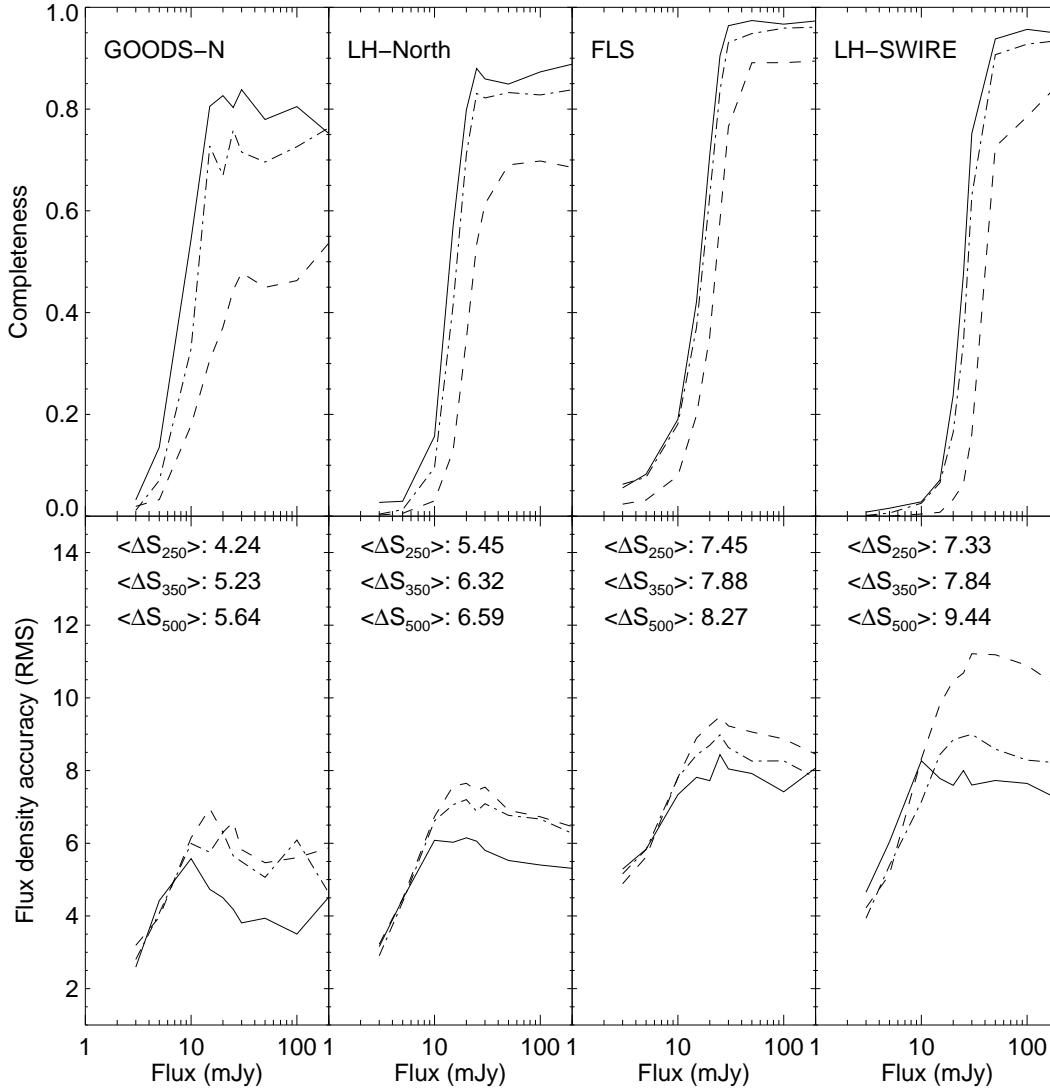 GOODS−N LH−North FLS LH−SWIRE
Completeness
1.0
0.8
0.6
0.4
0.2
0.0
<ΔS250>: 4.24 <ΔS250>: 5.45 <ΔS250>: 7.45 <ΔS250>: 7.33
<ΔS350>: 5.23 <ΔS350>: 6.32 <ΔS350>: 7.88 <ΔS350>: 7.84
<ΔS500>: 5.64 <ΔS500>: 6.59 <ΔS500>: 8.27 <ΔS500>: 9.44
Flux density accuracy (RMS)
14
12
10
8
6
4
2
1 10 100 1 10 100 1 10 100 1 10 100
Flux (mJy) Flux (mJy) Flux (mJy) Flux (mJy)